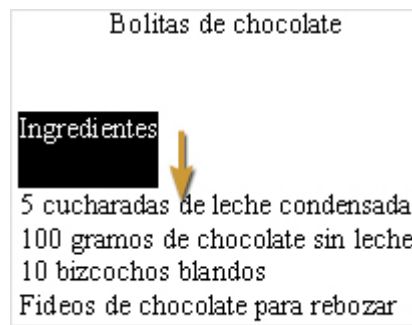 Bolitas de chocolate
Ingredientes
5 cucharadas de leche condensada
100 gramos de chocolate sin leche
10 bizcochos blandos
Fideos de chocolate para rebozar